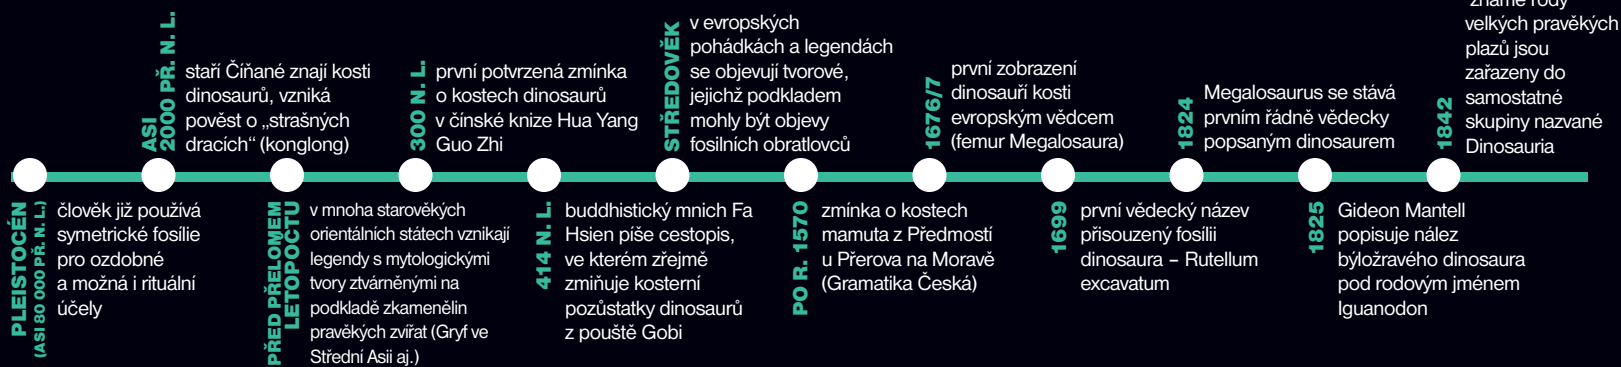 PLEISTOCÉN
(ASI 80 000 PŘ. N. L.)
člověk již používá
symetrické fosílie
pro ozdobné
a možná i rituální
účely
ASI
2000 PŘ. N. L.
staří Číňané znají kosti
dinosaurů, vzniká
pověst o „strašných
dracích“ (konglong)
PŘED PŘELOMEM
LETOPOČTU
v mnoha starověkých
orientálních státech vznikají
legendy s mytologickými
tvory ztvárněnými na
podkladě zkamenělin
pravěkých zvířat (Gryf ve
Střední Asii aj.)
300 N. L.
první potvrzená zmínka
o kostech dinosaurů
v čínské knize Hua Yang
Guo Zhi
414 N. L.
buddhistický mnich Fa
Hsien píše cestopis,
ve kterém zřejmě
zmiňuje kosterní
pozůstatky dinosaurů
z pouště Gobi
STŘEDOVĚK
v evropských
pohádkách a legendách
se objevují tvorové,
jejichž podkladem
mohly být objevy
fosilních obratlovců
PO R. 1570
zmínka o kostech
mamuta z Předmostí
u Přerova na Moravě
(Gramatika Česká)
1676/7
první zobrazení
dinosauří kosti
evropským vědcem
(femur Megalosaura)
1699
první vědecký název
přisouzený fosílii
dinosaura – Rutellum
excavatum
1824
Megalosaurus se stává
prvním řádně vědecky
popsaným dinosaurem
1825
Gideon Mantell
popisuje nález
býložravého dinosaura
pod rodovým jménem
Iguanodon
1842
známé rody
velkých pravěkých
plazů jsou
zařazeny do
samostatné
skupiny nazvané
Dinosauria